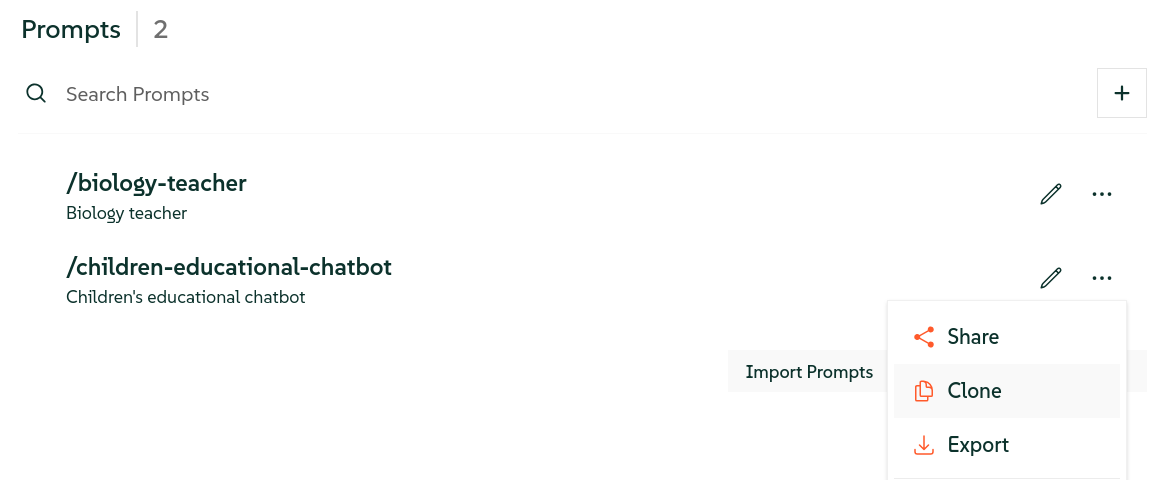 Prompts 2
Search Prompts
+
/biology-teacher
Biology teacher
/children-educational-chatbot
Children's educational chatbot
Share
Import Prompts
Clone
Export